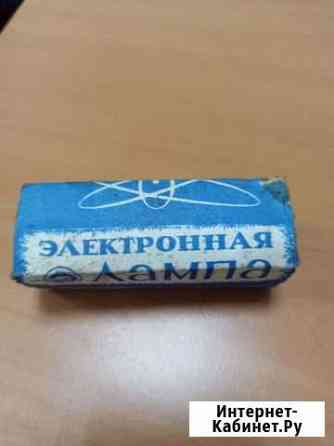 ЭЛЕКТРОННАЯ
лампа
Интернет-
Кабинет.Ру